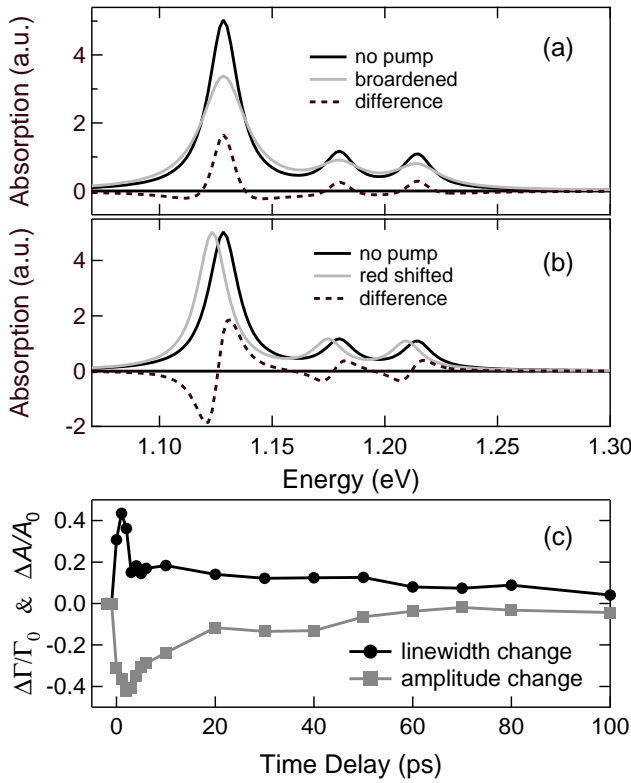 (a)
no pump
broardened
difference
Absorption (a.u.)
4
2
0
(b)
no pump
red shifted
difference
Absorption (a.u.)
4
2
0
-2
1.10 1.15 1.20 1.25 1.30
Energy (eV)
(c)
ΔΓ/Γ0 & ΔA/A0
0.4
0.2
0.0
-0.2
-0.4
linewidth change
amplitude change
0 20 40 60 80 100
Time Delay (ps)